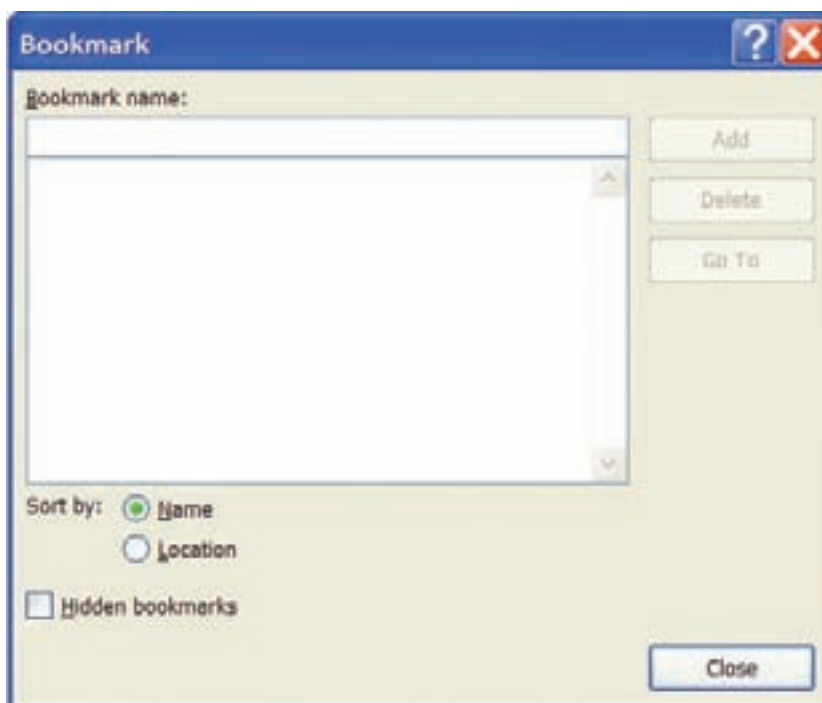 Bookmark
Bookmark name:
Add
Delete
Go To
Sort by: Name
Location
Hidden bookmarks
Close